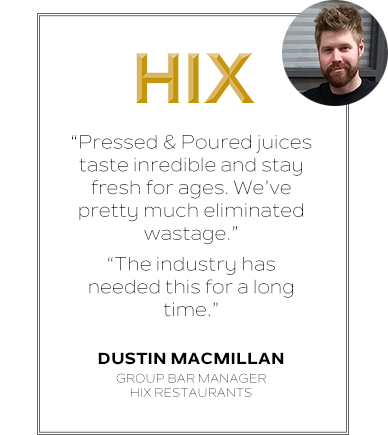 HIX
“Pressed & Poured juices
taste inredible and stay
fresh for ages. We’ve
pretty much eliminated
wastage.”
“The industry has
needed this for a long
time.”
DUSTIN MACMILLAN
GROUP BAR MANAGER
HIX RESTAURANTS